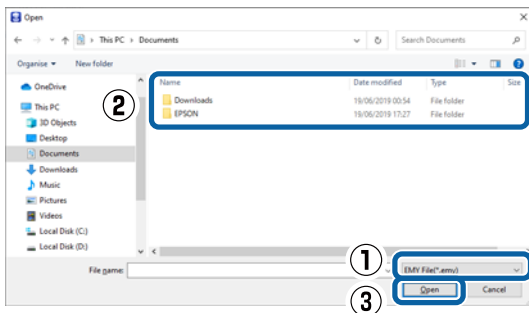 Open
This PC › Documents
Search Documents
Organise
New folder
OneDrive
This PC
3D Objects
Desktop
Documents
Downloads
Music
Pictures
Videos
Local Disk (C:)
Local Disk (D:)
②
Name Date modified Type Size
Downloads 19/06/2019 00:54 File folder
EPSON 19/06/2019 17:27 File folder
File name:
①
EMY File(*.emy)
③
Open
Cancel